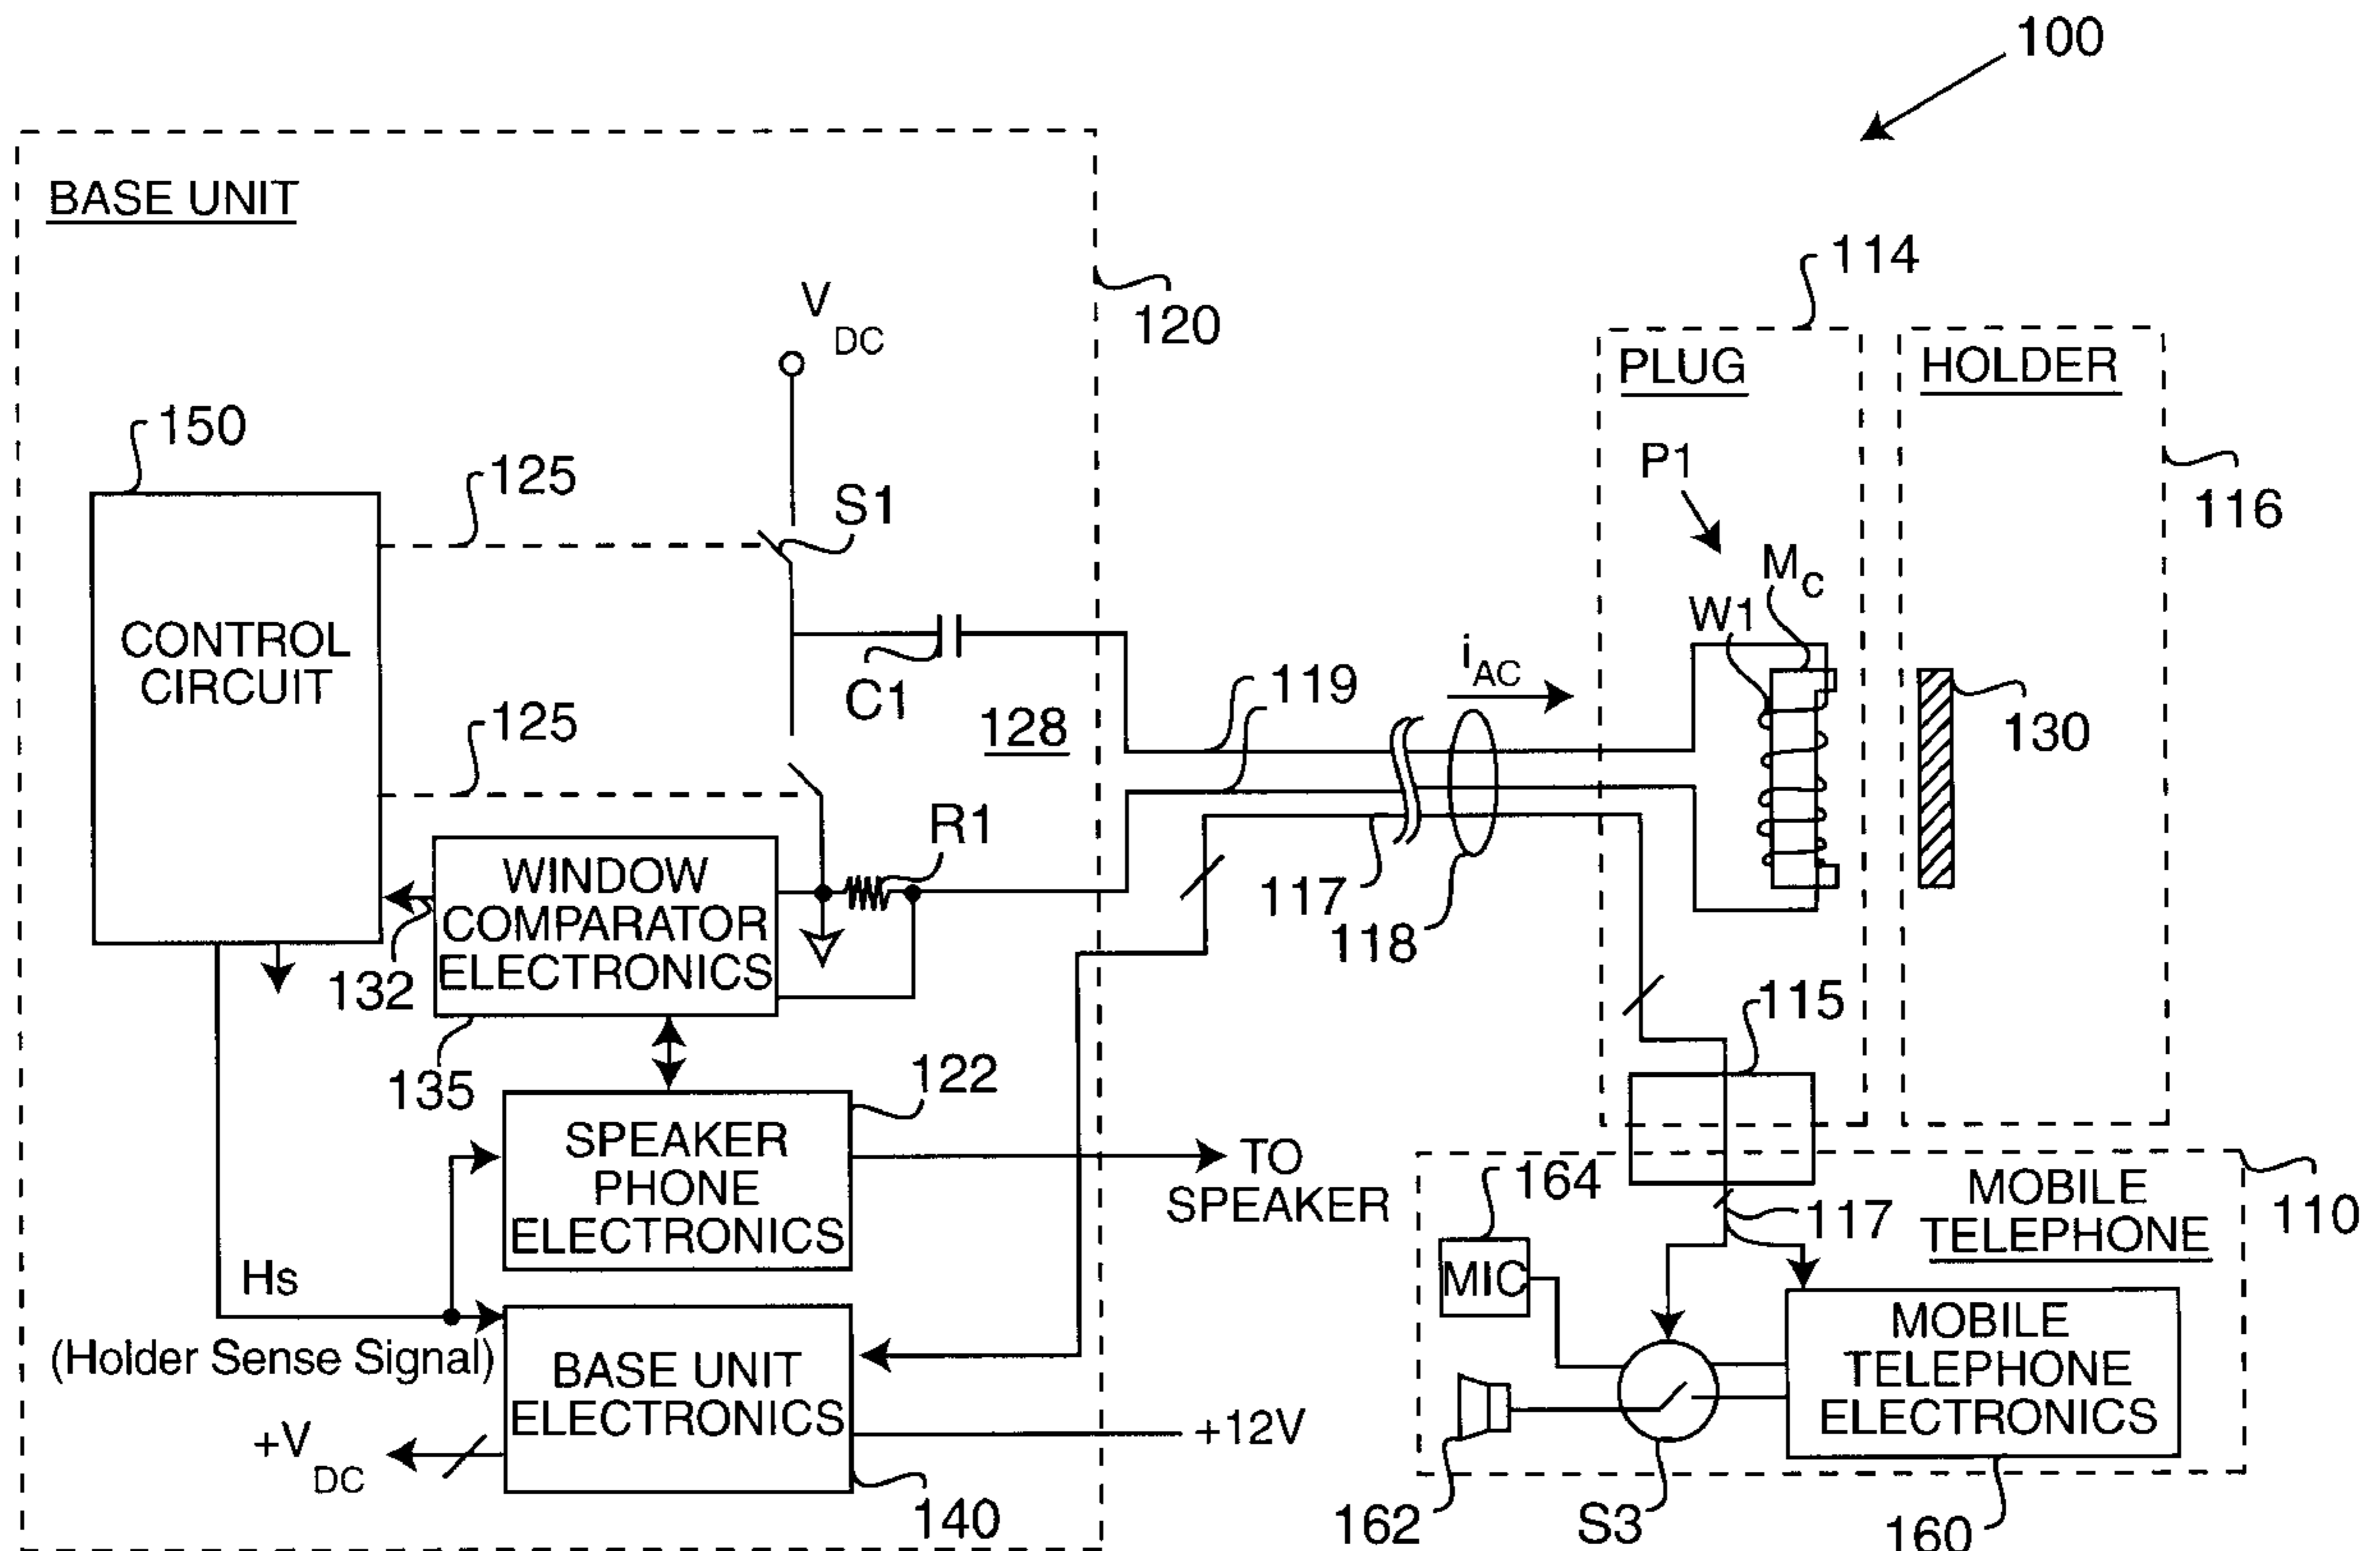 100
BASE UNIT
V DC
120
114
PLUG
HOLDER
150
125
S1
P1
116
M C
W1
CONTROL
CIRCUIT
C1
119
i AC
125
128
130
R1
WINDOW
COMPARATOR
ELECTRONICS
117
118
132
115
135
122
SPEAKER
PHONE
ELECTRONICS
TO
SPEAKER
164
MOBILE
TELEPHONE
110
117
MIC
Hs
(Holder Sense Signal)
BASE UNIT
ELECTRONICS
MOBILE
TELEPHONE
ELECTRONICS
+V DC
+12V
140
162
S3
160